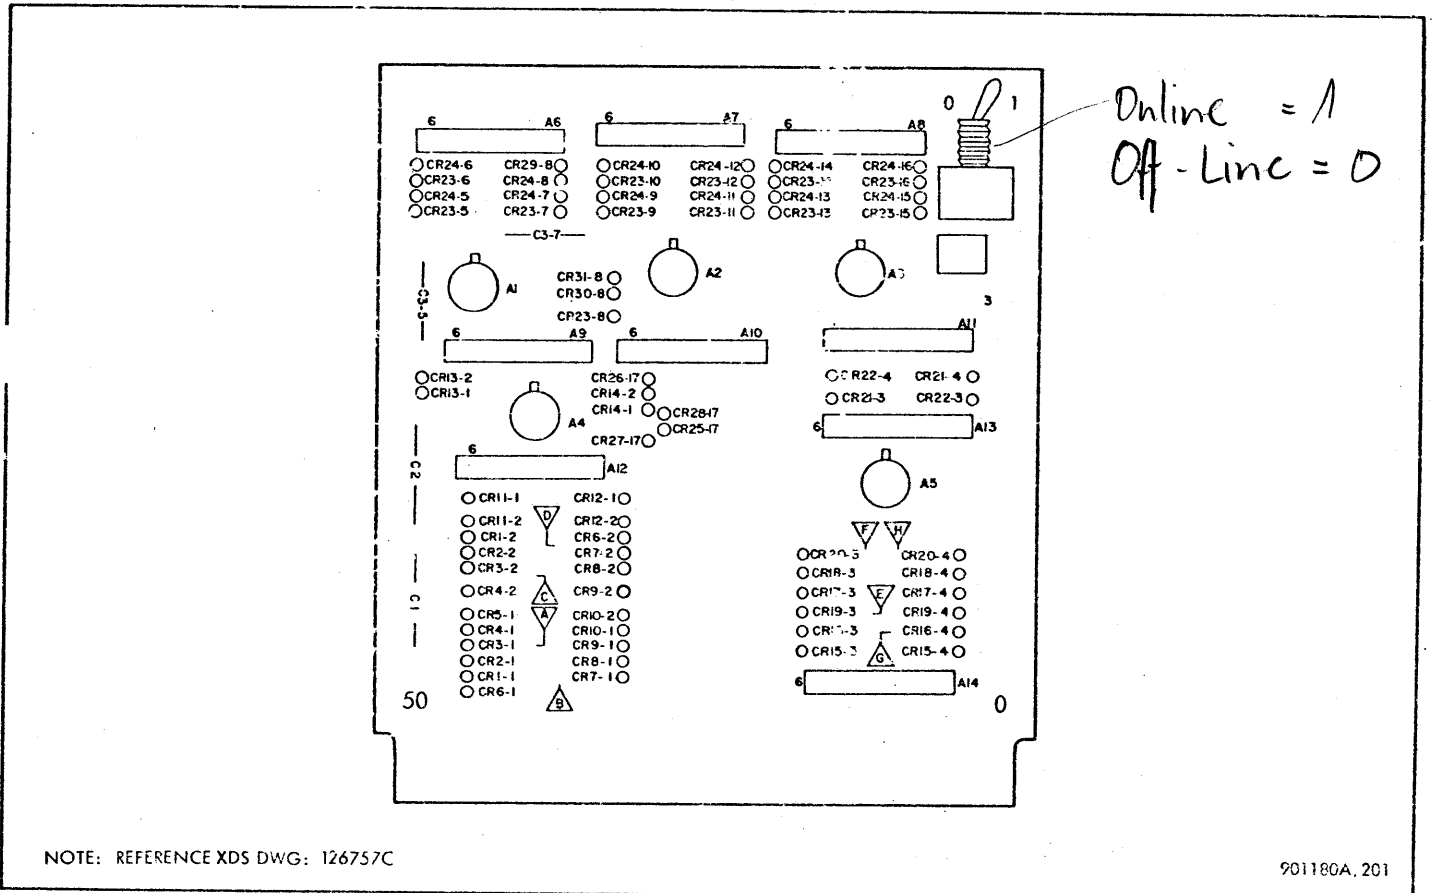 0 1 Online = 1
Off-Line = 0
6 A6 6 A7 6 A8
CR24-6 CR29-8 CR24-10 CR24-12 CR24-14 CR24-16
CR23-6 CR24-8 CR23-10 CR23-12 CR23- CR23-16
CR24-5 CR24-7 CR24-9 CR24-11 CR24-13 CR24-15
CR23-5 CR23-7 CR23-9 CR23-11 CR23-13 CR23-15
C3-7
A1 CR31-8 A2
CR30-8
C3-5 3
CR23-8
6 A9 6 A10 A11
CR13-2 CR26-17 CR22-4 CR21-4
CR13-1 CR14-2 CR21-3 CR22-3
CR14-1 CR28-17
A4 CR25-17 6 A13
CR27-17
6 A12
C2 A5
CR11-1 CR12-1
CR11-2 D CR12-2 F H
CR1-2 CR6-2
CR2-2 CR7-2 CR20-3 CR20-4
CR3-2 CR8-2 CR18-3 CR18-4
CR4-2 C CR9-2 CR17-3 E CR17-4
C1
CR5-1 A CR10-2 CR19-3 CR19-4
CR4-1 CR10-1 CR16-4
CR3-1 CR9-1 CR15-3 G CR15-4
CR2-1 CR8-1
CR1-1 CR7-1 6 A14
CR6-1
50 B 0
NOTE: REFERENCE XDS DWG: 126757C
901180A.201